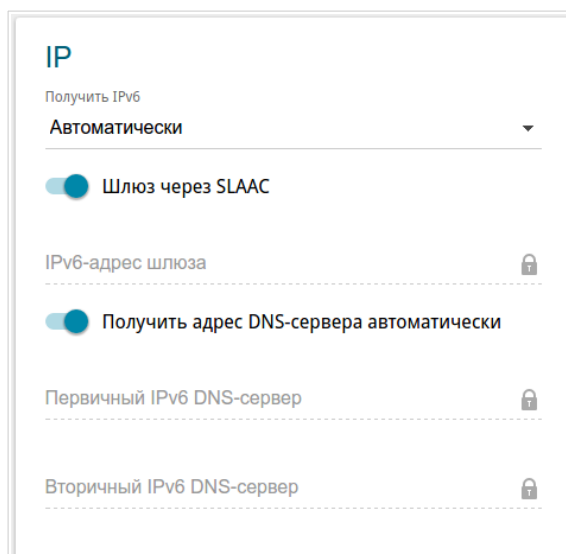 IP
Получить IPv6
Автоматически
Шлюз через SLAAC
IPv6-адрес шлюза
Получить адрес DNS-сервера автоматически
Первичный IPv6 DNS-сервер
Вторичный IPv6 DNS-сервер